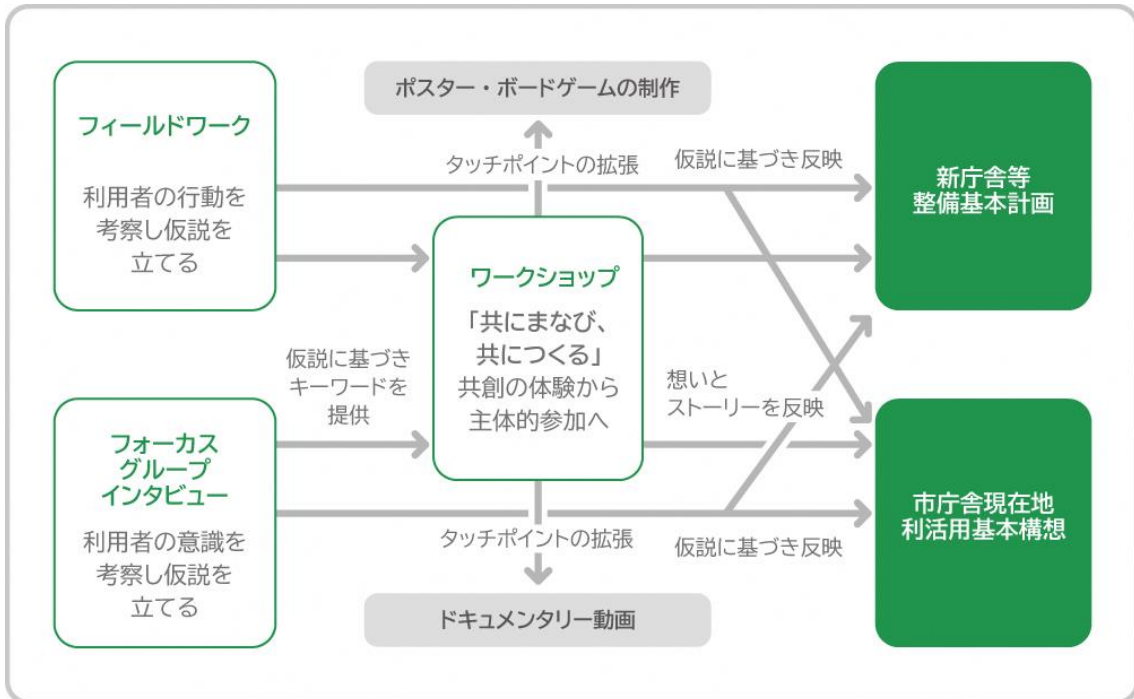 フィールドワーク
利用者の行動を
考察し仮説を
立てる
フォーカス
グループ
インタビュー
利用者の意識を
考察し仮説を
立てる
仮説に基づき
キーワードを
提供
ポスター・ボードゲームの制作
タッチポイントの拡張
ワークショップ
「共にまなび、
共につくる」
共創の体験から
主体的参加へ
タッチポイントの拡張
ドキュメンタリー動画
仮説に基づき反映
想いと
ストーリーを反映
仮説に基づき反映
新庁舎等
整備基本計画
市庁舎現在地
利活用基本構想